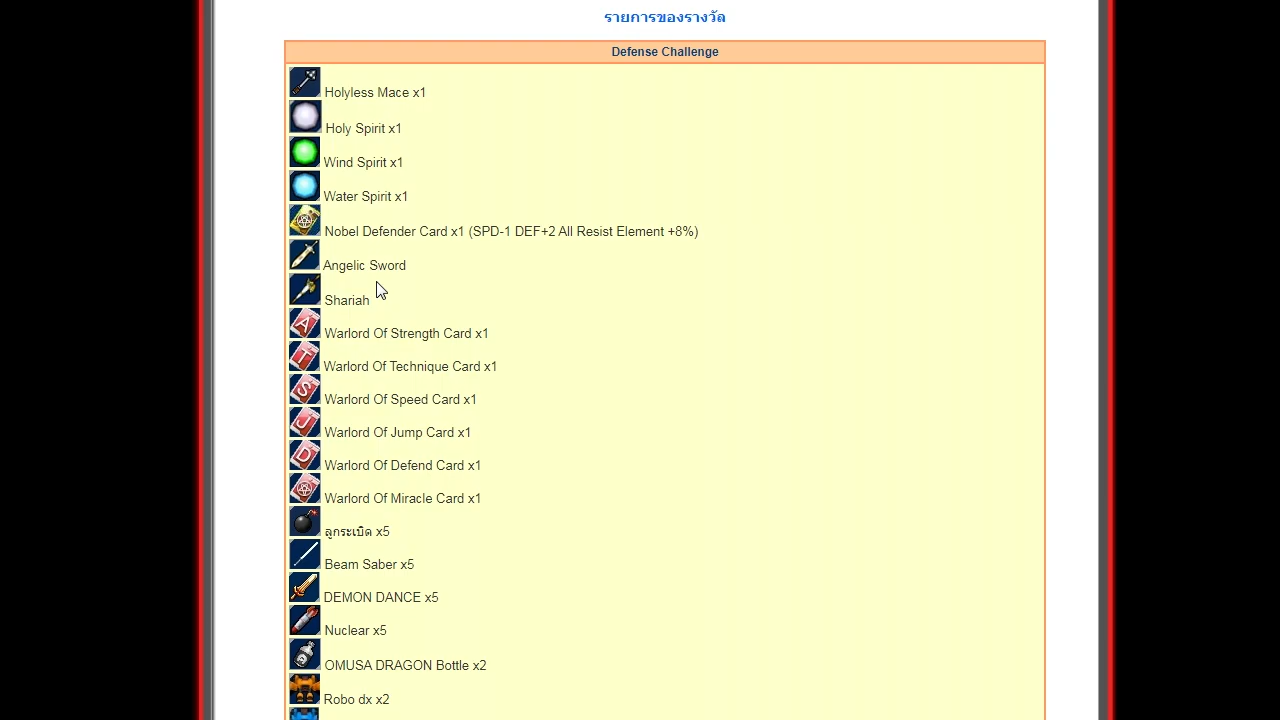 รายการของรางวัล
Defense Challenge
Holyless Mace x1
Holy Spirit x1
Wind Spirit x1
Water Spirit x1
Nobel Defender Card x1 (SPD-1 DEF+2 All Resist Element +8%)
Angelic Sword
Shariah
A
Warlord Of Strength Card x1
T
Warlord Of Technique Card x1
S
Warlord Of Speed Card x1
J
Warlord Of Jump Card x1
D
Warlord Of Defend Card x1
Warlord Of Miracle Card x1
ลูกระเบิด x5
Beam Saber x5
DEMON DANCE x5
Nuclear x5
OMUSA DRAGON Bottle x2
Robo dx x2